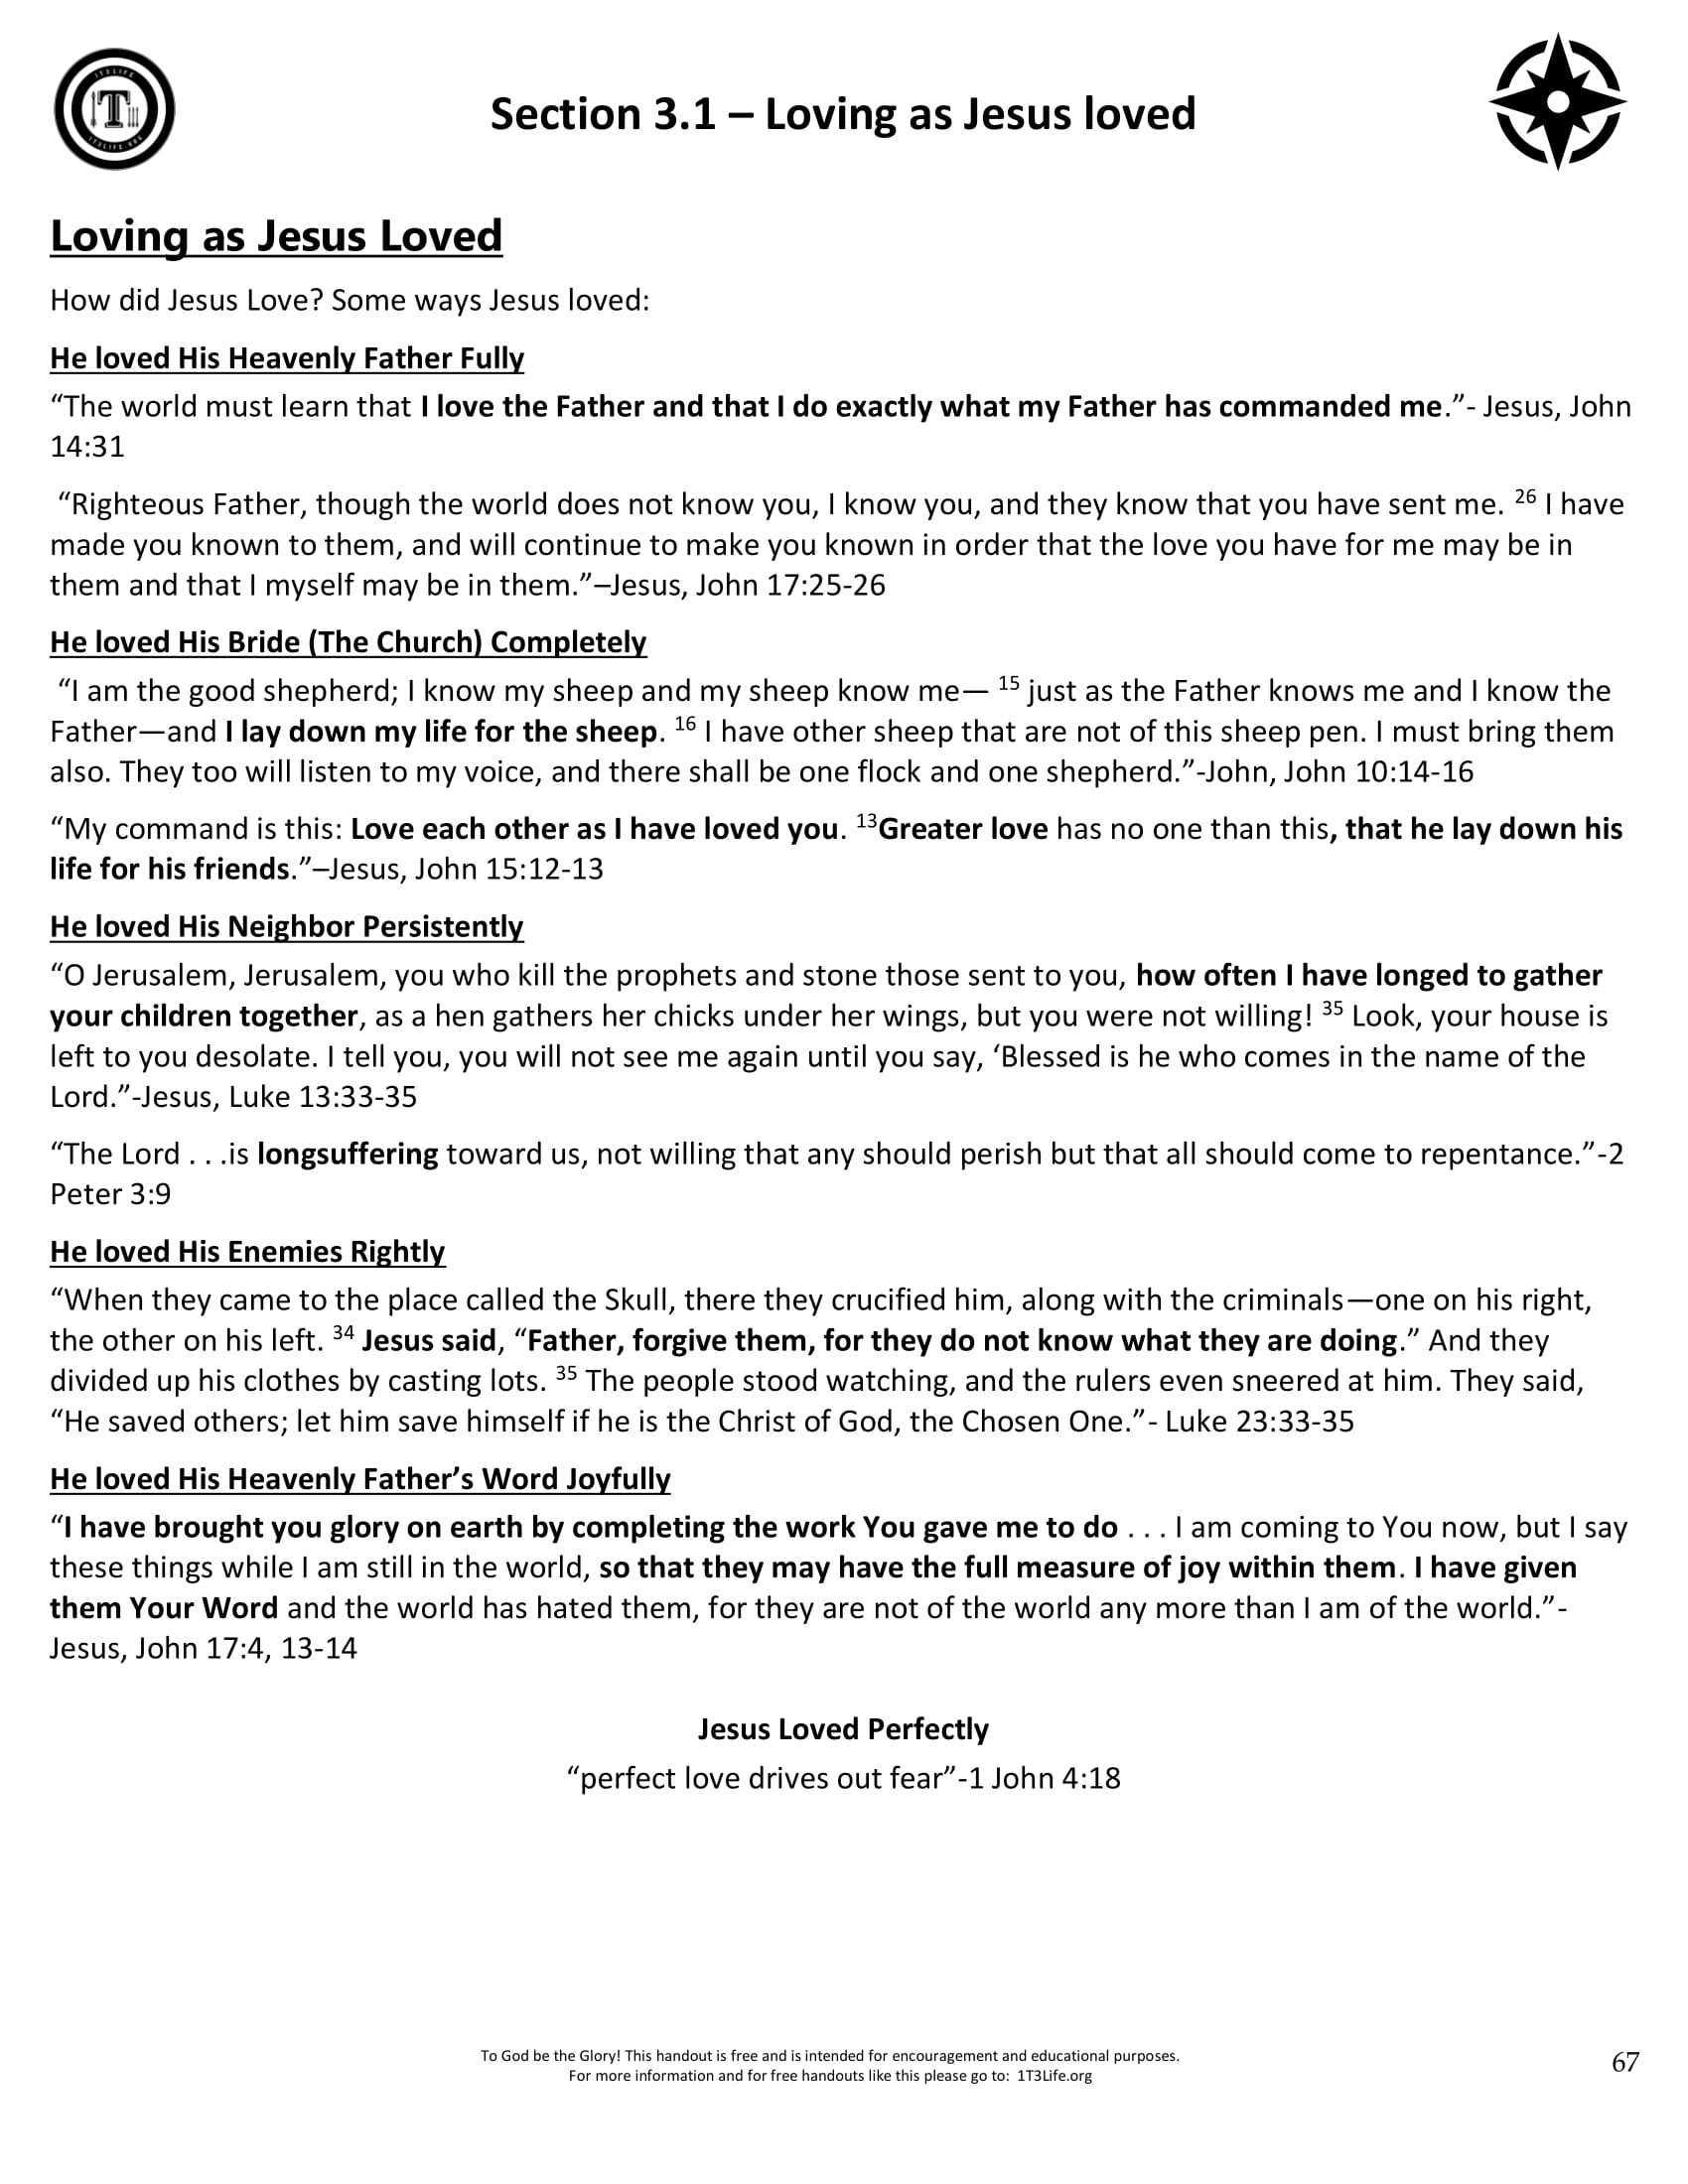 1T3LIFE
T
1T3LIFE.ORG
Section 3.1 – Loving as Jesus loved
Loving as Jesus Loved
How did Jesus Love? Some ways Jesus loved:
He loved His Heavenly Father Fully
“The world must learn that I love the Father and that I do exactly what my Father has commanded me.”- Jesus, John
14:31
“Righteous Father, though the world does not know you, I know you, and they know that you have sent me. 26 I have
made you known to them, and will continue to make you known in order that the love you have for me may be in
them and that I myself may be in them.”–Jesus, John 17:25-26
He loved His Bride (The Church) Completely
“I am the good shepherd; I know my sheep and my sheep know me— 15 just as the Father knows me and I know the
Father—and I lay down my life for the sheep. 16 I have other sheep that are not of this sheep pen. I must bring them
also. They too will listen to my voice, and there shall be one flock and one shepherd.”-John, John 10:14-16
“My command is this: Love each other as I have loved you. 13Greater love has no one than this, that he lay down his
life for his friends.”–Jesus, John 15:12-13
He loved His Neighbor Persistently
“O Jerusalem, Jerusalem, you who kill the prophets and stone those sent to you, how often I have longed to gather
your children together, as a hen gathers her chicks under her wings, but you were not willing! 35 Look, your house is
left to you desolate. I tell you, you will not see me again until you say, ‘Blessed is he who comes in the name of the
Lord.”-Jesus, Luke 13:33-35
“The Lord . . .is longsuffering toward us, not willing that any should perish but that all should come to repentance.”-2
Peter 3:9
He loved His Enemies Rightly
“When they came to the place called the Skull, there they crucified him, along with the criminals—one on his right,
the other on his left. 34 Jesus said, “Father, forgive them, for they do not know what they are doing.” And they
divided up his clothes by casting lots. 35 The people stood watching, and the rulers even sneered at him. They said,
“He saved others; let him save himself if he is the Christ of God, the Chosen One.”- Luke 23:33-35
He loved His Heavenly Father’s Word Joyfully
“I have brought you glory on earth by completing the work You gave me to do . . . I am coming to You now, but I say
these things while I am still in the world, so that they may have the full measure of joy within them. I have given
them Your Word and the world has hated them, for they are not of the world any more than I am of the world.”-
Jesus, John 17:4, 13-14
Jesus Loved Perfectly
“perfect love drives out fear”-1 John 4:18
To God be the Glory! This handout is free and is intended for encouragement and educational purposes.
For more information and for free handouts like this please go to: 1T3Life.org
67